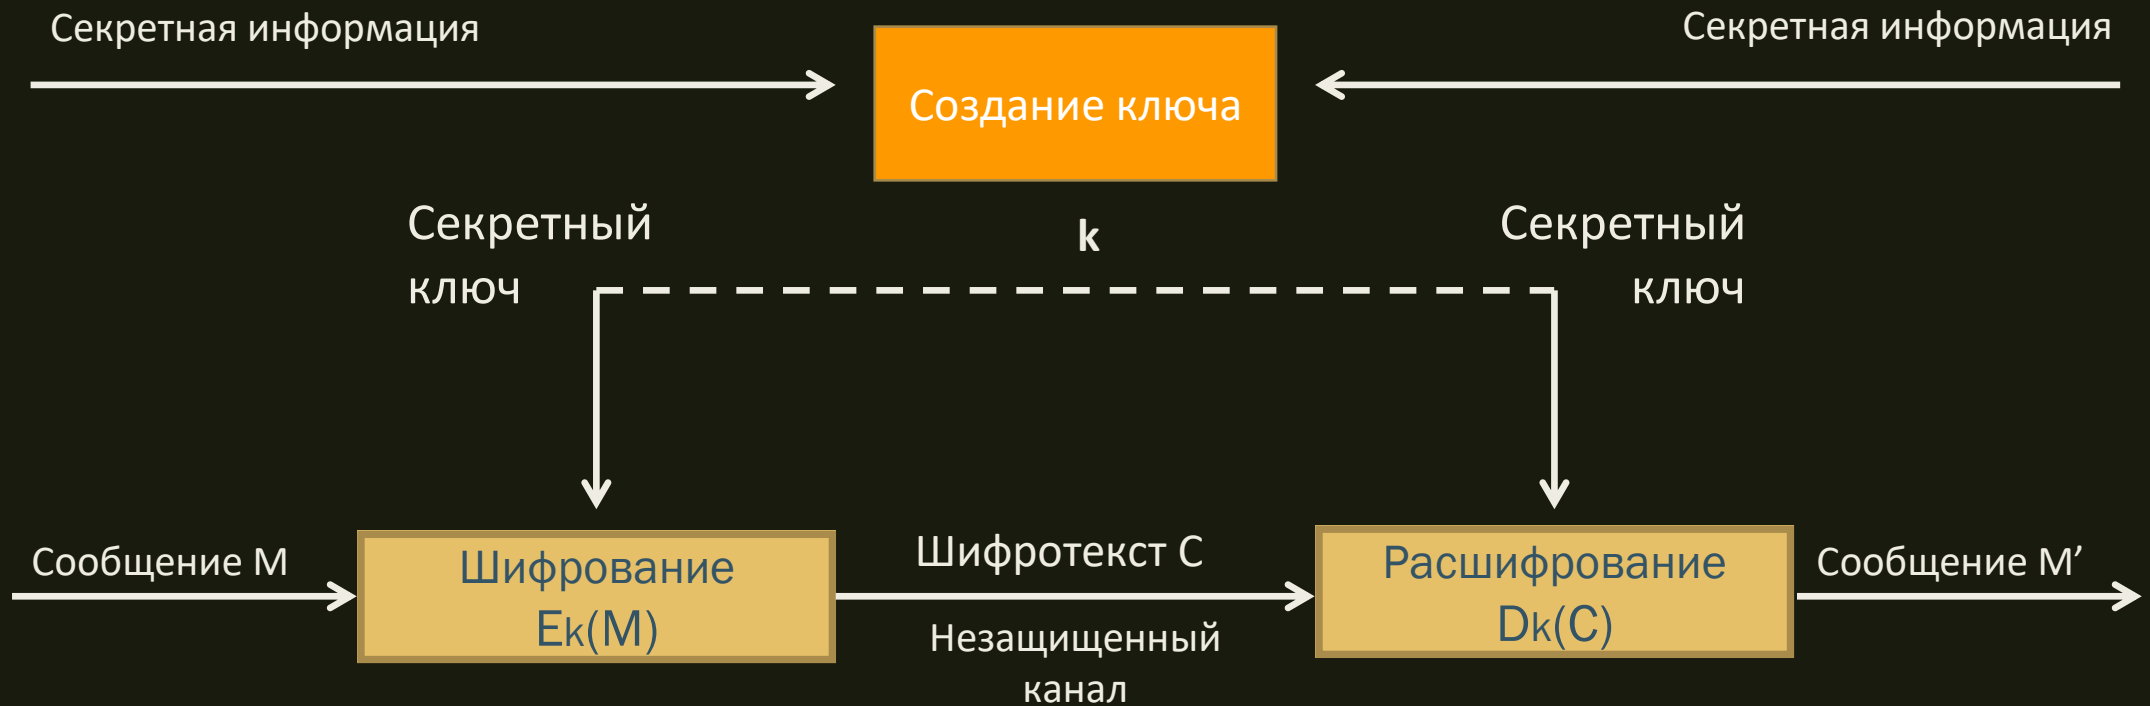 Секретная информация
Создание ключа
Секретная информация
Секретный
ключ
k
Секретный
ключ
Сообщение М
Шифрование
Ek(M)
Шифротекст С
Незащищенный
канал
Расшифрование
Dk(C)
Сообщение М’